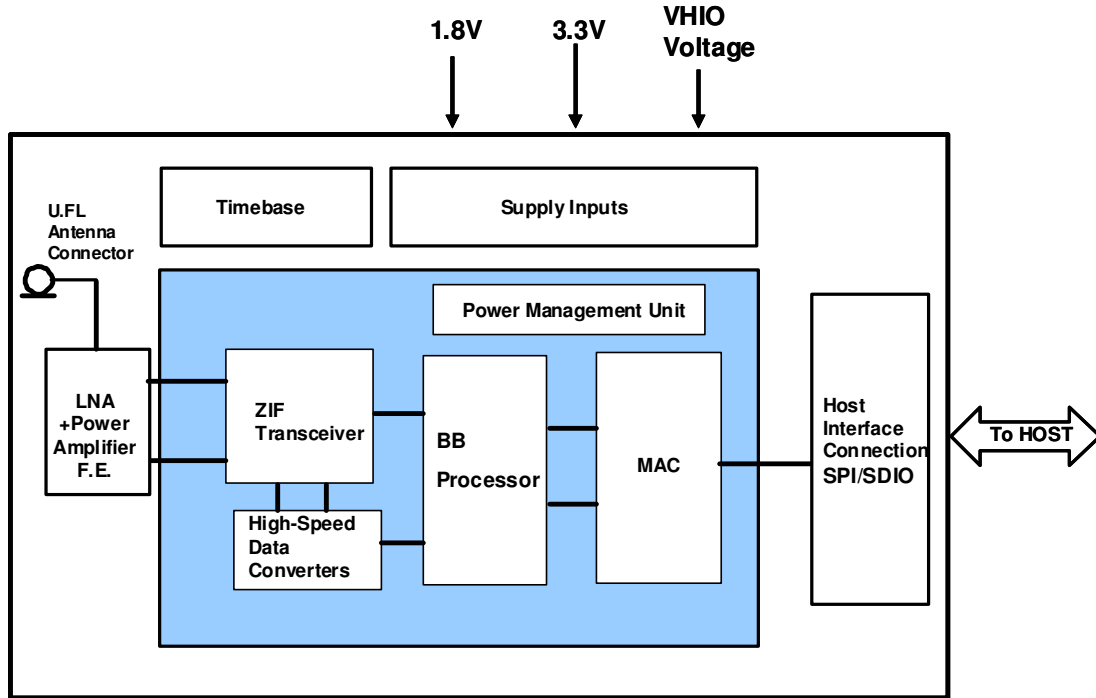 1.8V
3.3V
VHIO
Voltage
Timebase
Supply Inputs
U.FL
Antenna
Connector
Power Management Unit
LNA
+Power
Amplifier
F.E.
ZIF
Transceiver
BB
Processor
MAC
Host
Interface
Connection
SPI/SDIO
To HOST
High-Speed
Data
Converters